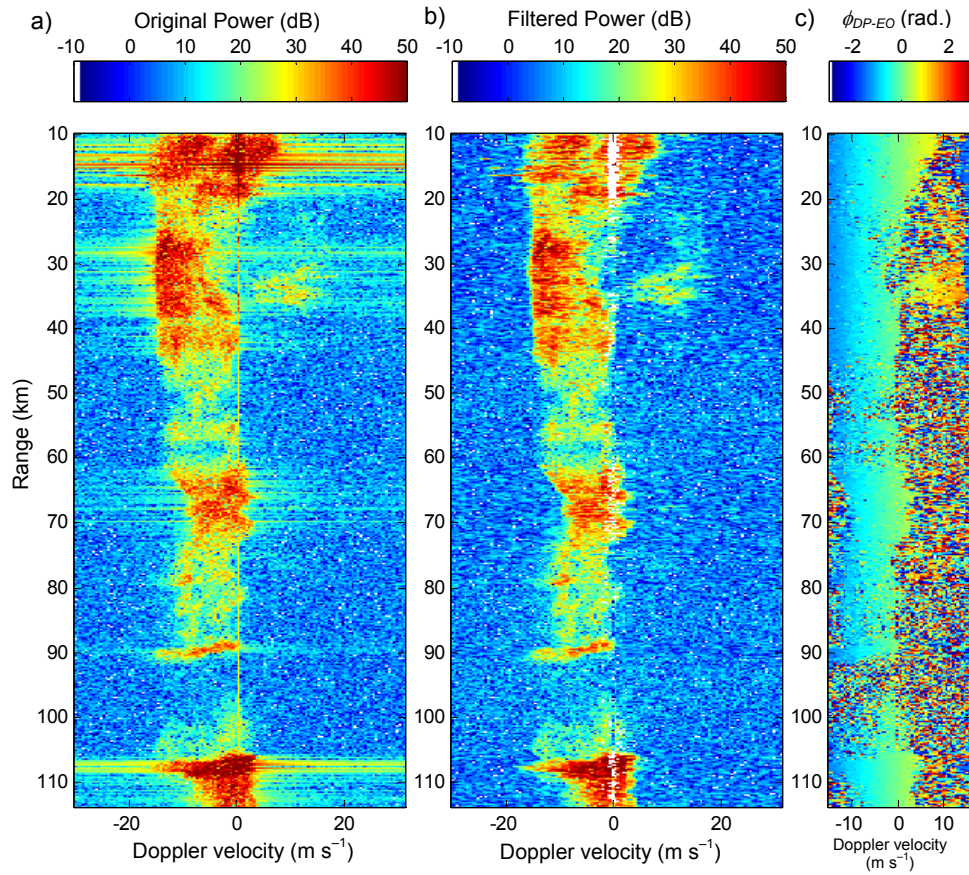 a) Original Power (dB)
-10 0 10 20 30 40 50
b) Filtered Power (dB)
-10 0 10 20 30 40 50
c) ϕDP-EO (rad.)
-2 0 2
Range (km)
10
20
30
40
50
60
70
80
90
100
110
-20 0 20
Doppler velocity (m s⁻¹)
10
20
30
40
50
60
70
80
90
100
110
-20 0 20
Doppler velocity (m s⁻¹)
10
20
30
40
50
60
70
80
90
100
110
-10 0 10
Doppler velocity
(m s⁻¹)